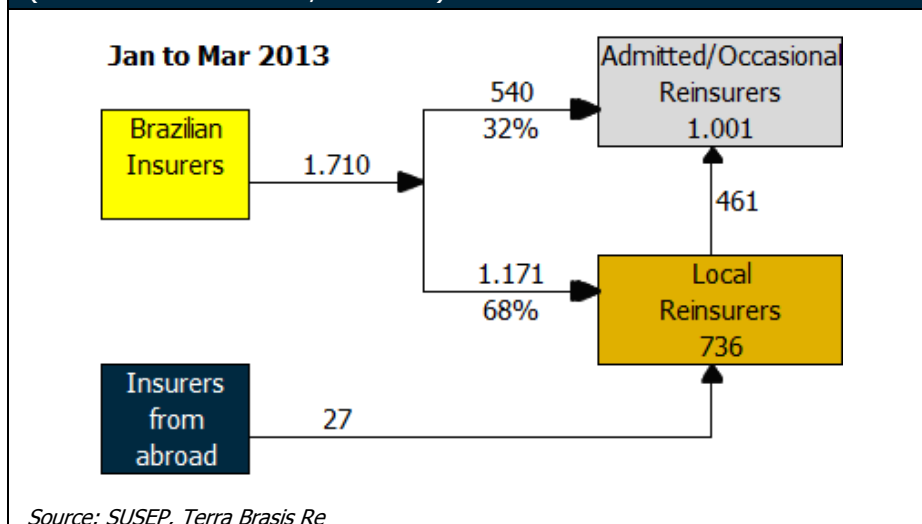 Jan to Mar 2013
Brazilian
Insurers
1.710
540
32%
Admitted/Occasional
Reinsurers
1.001
461
1.171
68%
Local
Reinsurers
736
Insurers
from
abroad
27
Source: SUSEP, Terra Brasis Re